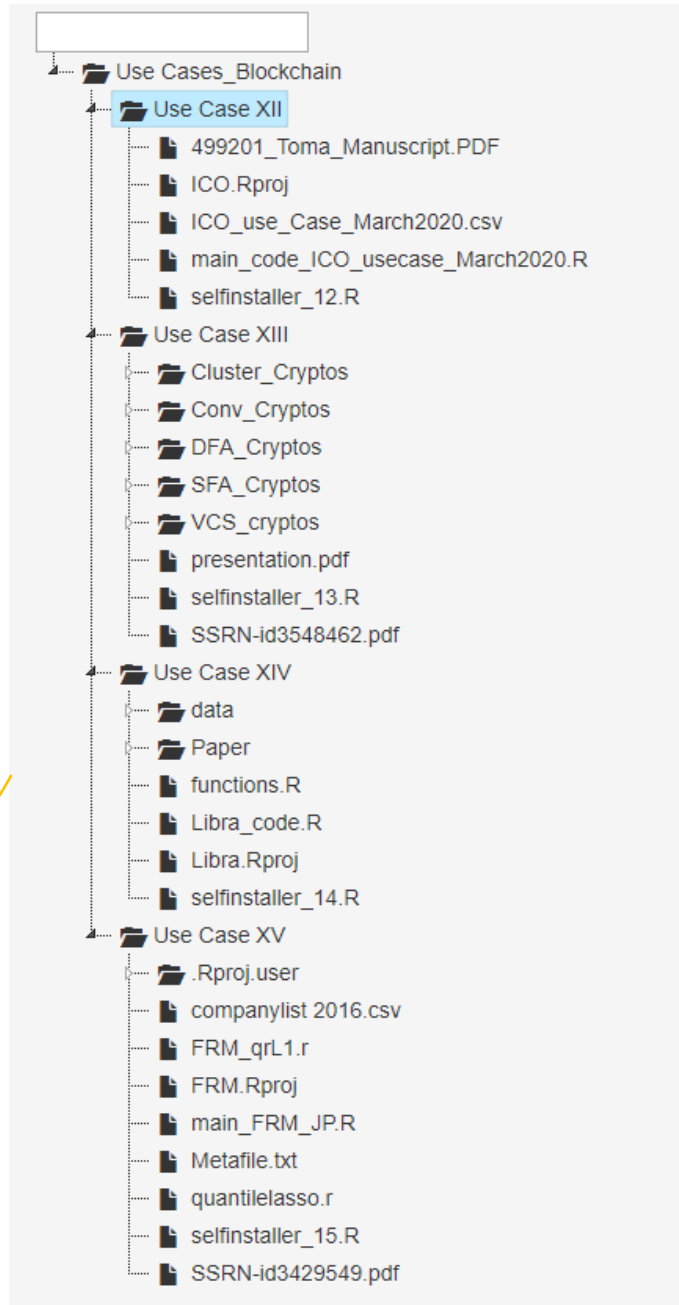 Use Cases_Blockchain
Use Case XII
499201_Toma_Manuscript.PDF
ICO.Rproj
ICO_use_Case_March2020.csv
main_code_ICO_usecase_March2020.R
selfinstaller_12.R
Use Case XIII
Cluster_Cryptos
Conv_Cryptos
DFA_Cryptos
SFA_Cryptos
VCS_cryptos
presentation.pdf
selfinstaller_13.R
SSRN-id3548462.pdf
Use Case XIV
data
Paper
functions.R
Libra_code.R
Libra.Rproj
selfinstaller_14.R
Use Case XV
.Rproj.user
companylist 2016.csv
FRM_qrL1.r
FRM.Rproj
main_FRM_JP.R
Metafile.txt
quantilelasso.r
selfinstaller_15.R
SSRN-id3429549.pdf